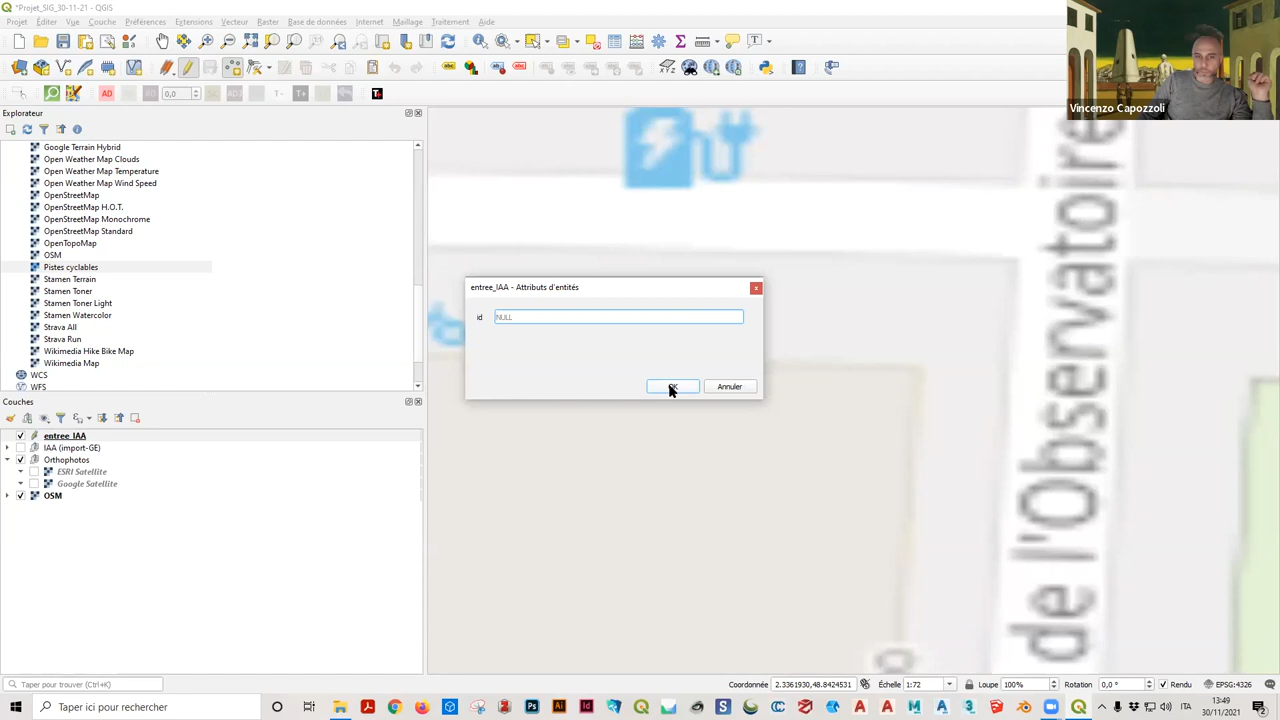 *Projet_SIG_30-11-21 - QGIS
Projet Éditer Vue Couche Préférences Extensions Vecteur Raster Base de données Internet Maillage Traitement Aide
Vincenzo Capozzoli
AD
0,0
T- T+
T
Explorateur
Google Terrain Hybrid
Open Weather Map Clouds
Open Weather Map Temperature
Open Weather Map Wind Speed
OpenStreetMap
OpenStreetMap H.O.T.
OpenStreetMap Monochrome
OpenStreetMap Standard
OpenTopoMap
OSM
Pistes cyclables
Stamen Terrain
Stamen Toner
Stamen Toner Light
Stamen Watercolor
Strava All
Strava Run
Wikimedia Hike Bike Map
Wikimedia Map
WCS
WFS
Couches
entree_IAA
IAA (import-GE)
Orthophotos
ESRI Satellite
Google Satellite
OSM
entree_IAA - Attributs d'entités
id NULL
OK Annuler
de l'Observatoire
Taper pour trouver (Ctrl+K)
Coordonnée 2.3361930,48.8424531 Échelle 1:72 Loupe 100% Rotation 0,0 ° Rendu EPSG:4326
Taper ici pour rechercher
ITA
13:49
30/11/2021
2